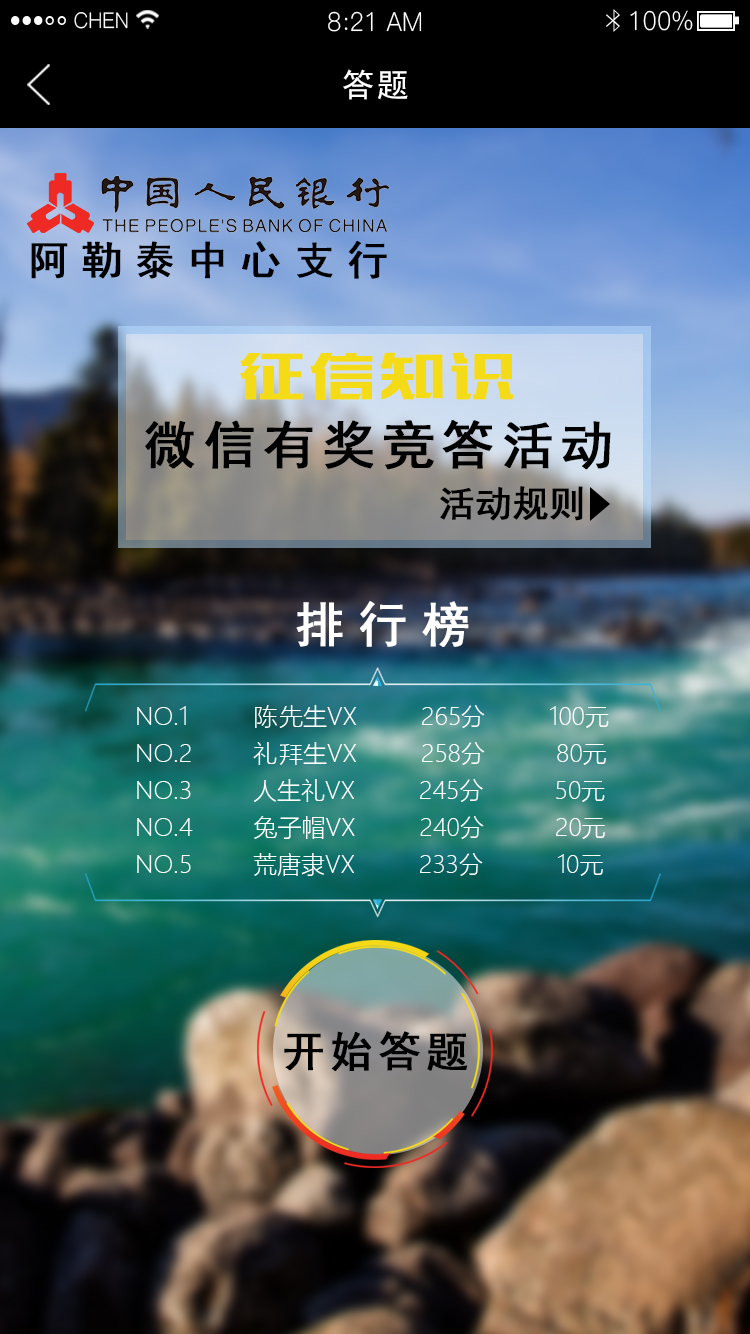 CHEN 8:21 AM 100%
答题
中国人民银行
THE PEOPLE'S BANK OF CHINA
阿勒泰中心支行
征信知识
微信有奖竞答活动
活动规则
排行榜
NO.1 陈先生VX 265分 100元
NO.2 礼拜生VX 258分 80元
NO.3 人生礼VX 245分 50元
NO.4 兔子帽VX 240分 20元
NO.5 荒唐隶VX 233分 10元
开始答题